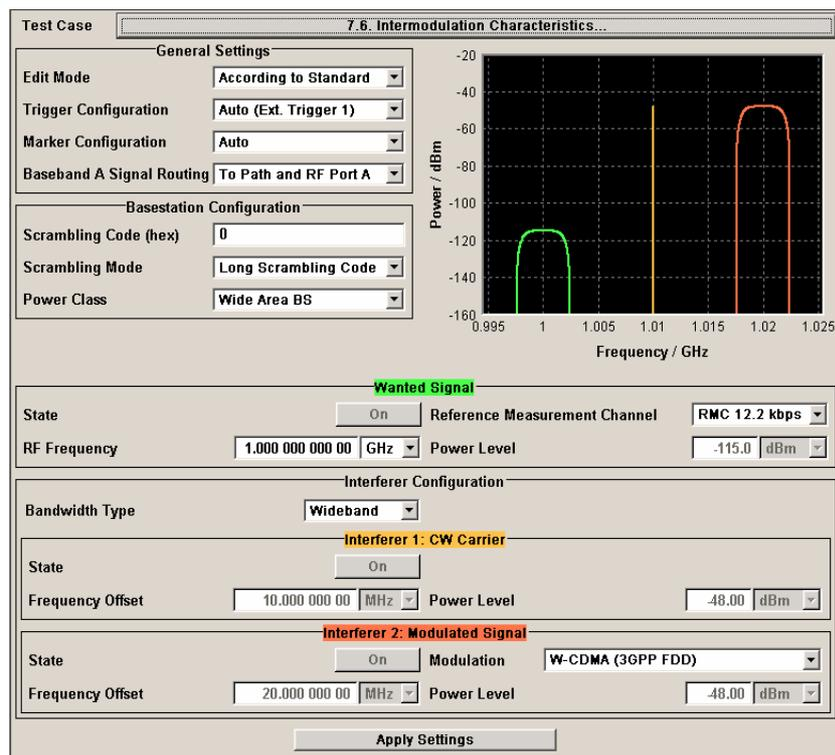 Test Case
7.6. Intermodulation Characteristics...
General Settings
Edit Mode According to Standard
Trigger Configuration Auto (Ext. Trigger 1)
Marker Configuration Auto
Baseband A Signal Routing To Path and RF Port A
Basestation Configuration
Scrambling Code (hex) 0
Scrambling Mode Long Scrambling Code
Power Class Wide Area BS
Power / dBm
-20
-40
-60
-80
-100
-120
-140
-160
0.995 1 1.005 1.01 1.015 1.02 1.025
Frequency / GHz
Wanted Signal
State On Reference Measurement Channel RMC 12.2 kbps
RF Frequency 1.000 000 000 00 GHz Power Level -115.0 dBm
Interferer Configuration
Bandwidth Type Wideband
Interferer 1: CW Carrier
State On
Frequency Offset 10.000 000 00 MHz Power Level -48.00 dBm
Interferer 2: Modulated Signal
State On Modulation W-CDMA (3GPP FDD)
Frequency Offset 20.000 000 00 MHz Power Level -48.00 dBm
Apply Settings